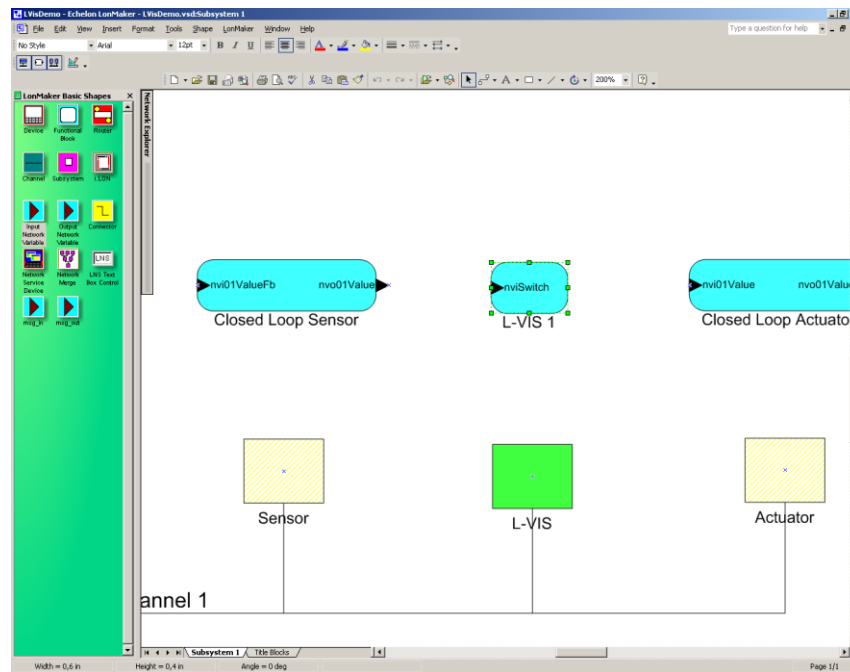 LVisDemo - Echelon LonMaker - [LVisDemo.vsd:Subsystem 1]
File Edit View Insert Format Tools Shape LonMaker Window Help
Type a question for help
No Style Arial 12pt B I U
200%
LonMaker Basic Shapes
Network Explorer
Device Functional Block Router
Channel Subsystem i.LON
Input Network Variable Output Network Variable Connector
Network Service Device Network Merge LNS Text Box Control
LNS
msg_in msg_out
nvi01ValueFb nvo01Value
Closed Loop Sensor
nviSwitch
L-VIS 1
nvi01Value nvo01Valu
Closed Loop Actuato
Sensor
L-VIS
Actuator
annel 1
Subsystem 1 Title Blocks
Width = 0,6 in Height = 0,4 in Angle = 0 deg Page 1/1